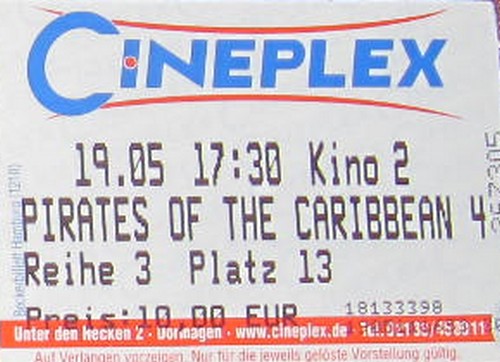 CINEPLEX
19.05 17:30 Kino 2
PIRATES OF THE CARIBBEAN 4
Reihe 3 Platz 13
Preis:10,00 EUR 18133398
Unter den Hecken 2 · Dormagen · www.cineplex.de
Auf Verlangen vorzeigen. Nur für die jeweils gelöste Vorstellung gültig.